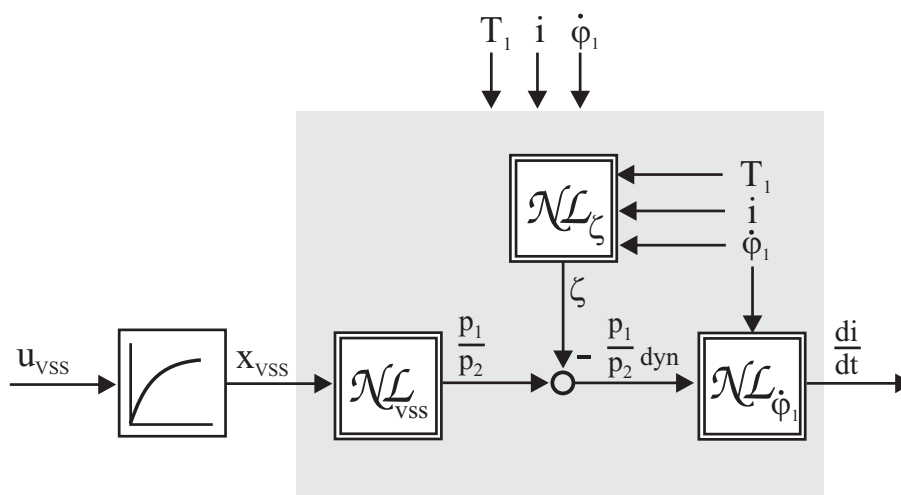 T₁ i φ̇₁
NL_ζ
T₁
i
φ̇₁
ζ
u_VSS
x_VSS
NL_VSS
p₁
p₂
−
p₁
p₂ dyn
NL_φ̇₁
di
dt